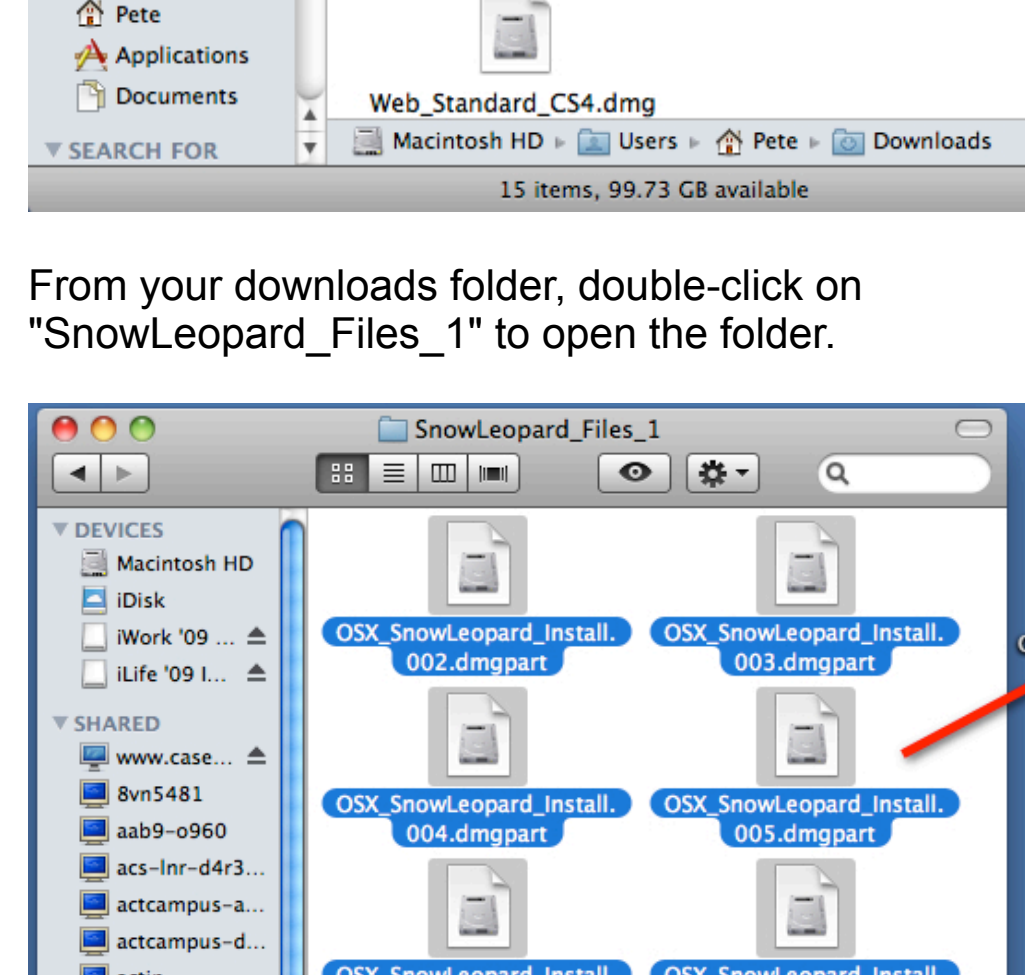 Pete
Applications
Documents
SEARCH FOR
Web_Standard_CS4.dmg
Macintosh HD Users Pete Downloads
15 items, 99.73 GB available
From your downloads folder, double-click on
"SnowLeopard_Files_1" to open the folder.
SnowLeopard_Files_1
DEVICES
Macintosh HD
iDisk
iWork '09 ...
iLife '09 I...
SHARED
www.case...
8vn5481
aab9-o960
acs-lnr-d4r3...
actcampus-a...
actcampus-d...
OSX_SnowLeopard_Install.
002.dmgpart
OSX_SnowLeopard_Install.
003.dmgpart
OSX_SnowLeopard_Install.
004.dmgpart
OSX_SnowLeopard_Install.
005.dmgpart
OSX_SnowLeopard_Install.
OSX_SnowLeopard_Install.